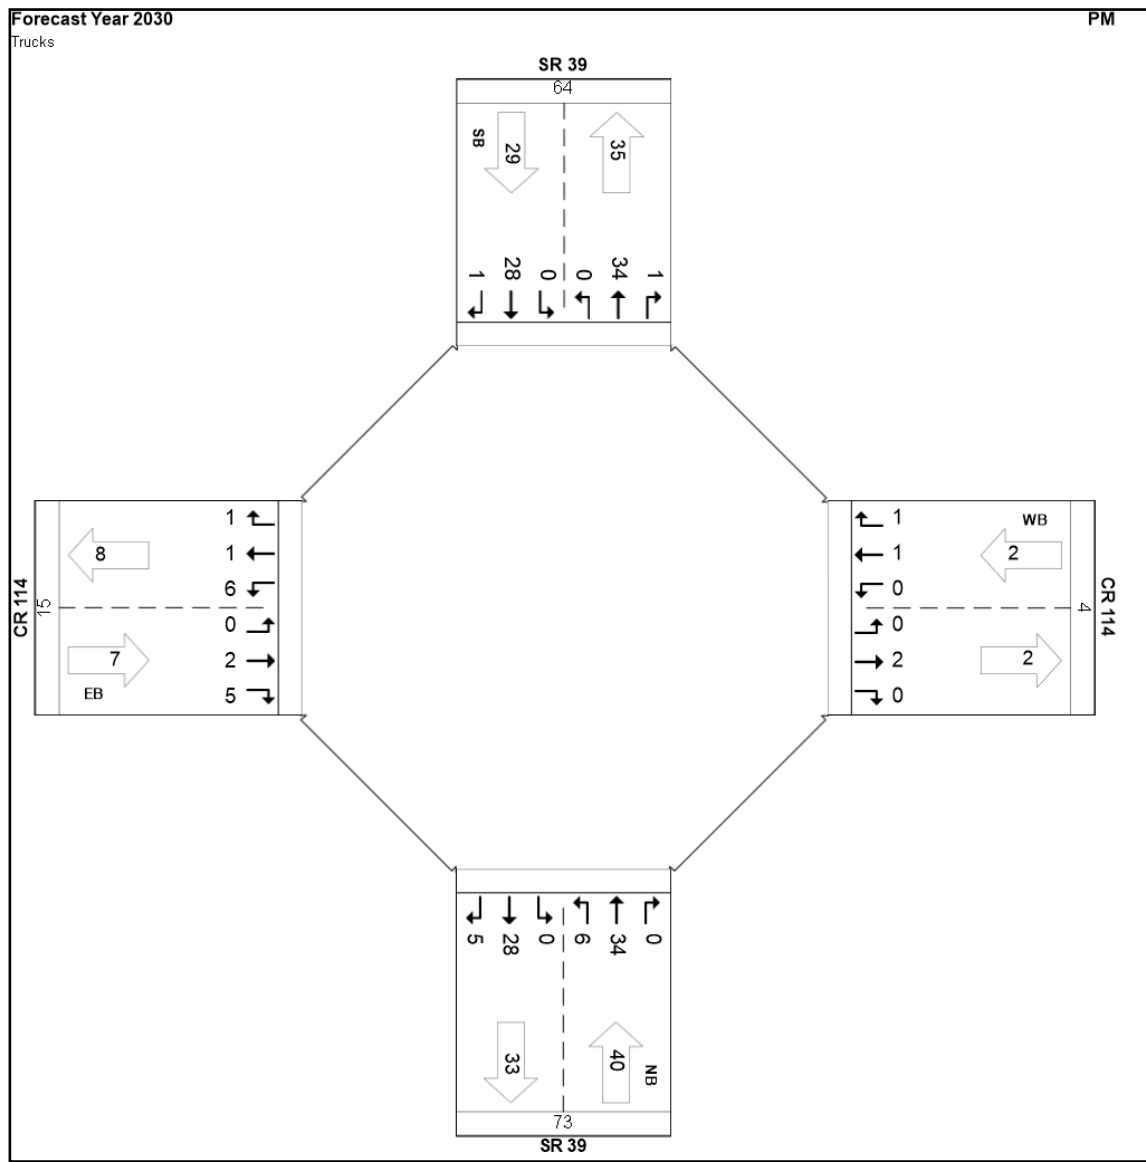 Forecast Year 2030 PM
Trucks
SR 39
64
SB 29 35
1 28 0 0 34 1
CR 114
15
1
8 1
6
0
7 2
EB 5
1 WB
1 2
0
0
2 2
0
4
CR 114
5 28 0 6 34 0
33 40 NB
73
SR 39